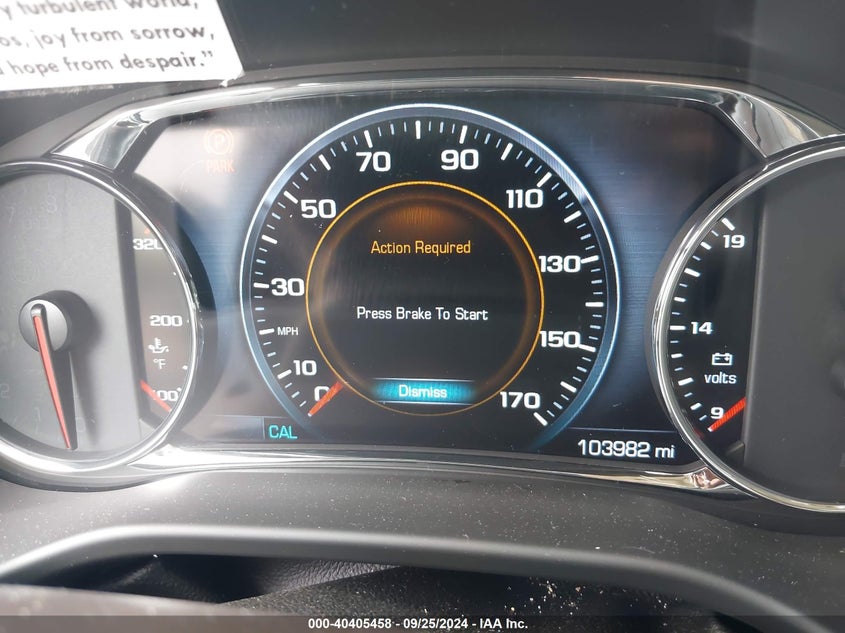 turbulent world,
os, joy from sorrow,
hope from despair."
PARK
70
90
50
110
320
19
Action Required
130
30
200
Press Brake To Start
14
MPH
150
°F
volts
10
Dismiss
100°
0
170
9
CAL
103982 mi
000-40405458 - 09/25/2024 - IAA Inc.